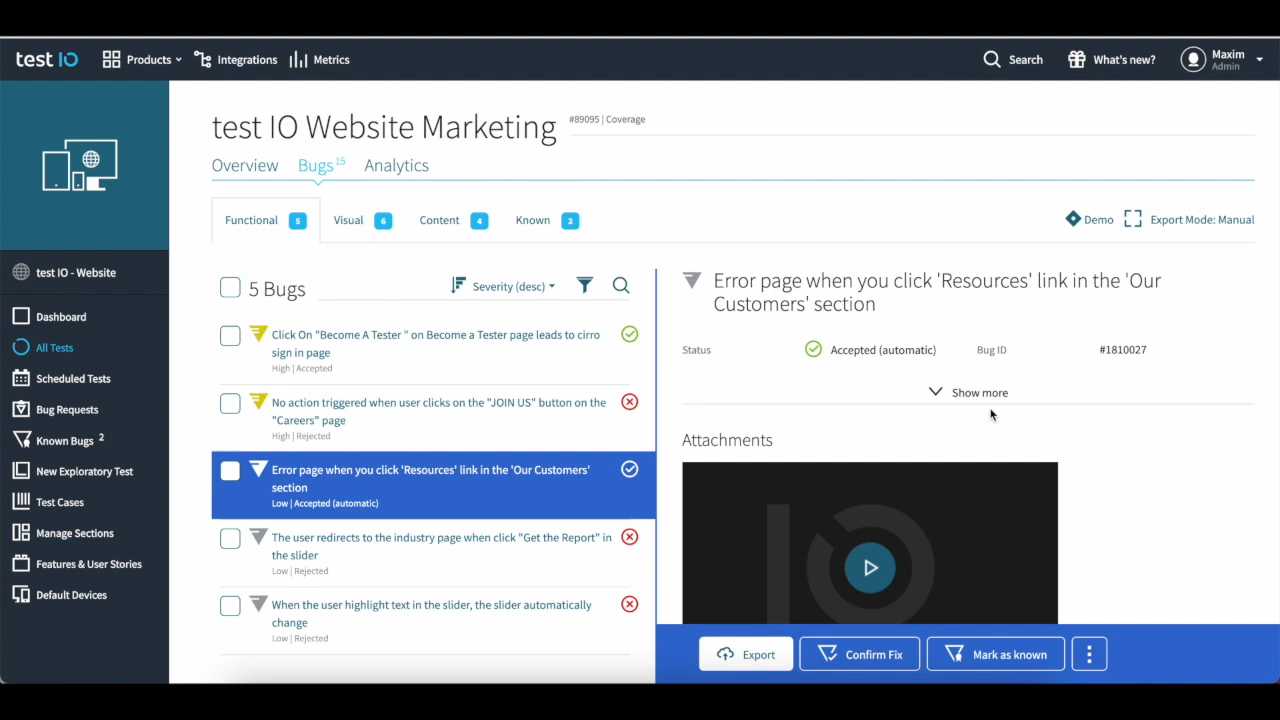 test IO
Products
Integrations
Metrics
Search
What's new?
Maxim
Admin
test IO - Website
Dashboard
All Tests
Scheduled Tests
Bug Requests
Known Bugs 2
New Exploratory Test
Test Cases
Manage Sections
Features & User Stories
Default Devices
test IO Website Marketing
#89095 | Coverage
Overview
Bugs 15
Analytics
Functional 5
Visual 6
Content 4
Known 2
Demo
Export Mode: Manual
5 Bugs
Severity (desc)
Click On "Become A Tester " on Become a Tester page leads to cirro
sign in page
High | Accepted
No action triggered when user clicks on the "JOIN US" button on the
"Careers" page
High | Rejected
Error page when you click 'Resources' link in the 'Our Customers'
section
Low | Accepted (automatic)
The user redirects to the industry page when click "Get the Report" in
the slider
Low | Rejected
When the user highlight text in the slider, the slider automatically
change
Low | Rejected
Error page when you click 'Resources' link in the 'Our
Customers' section
Status
Accepted (automatic)
Bug ID
#1810027
Show more
Attachments
Export
Confirm Fix
Mark as known